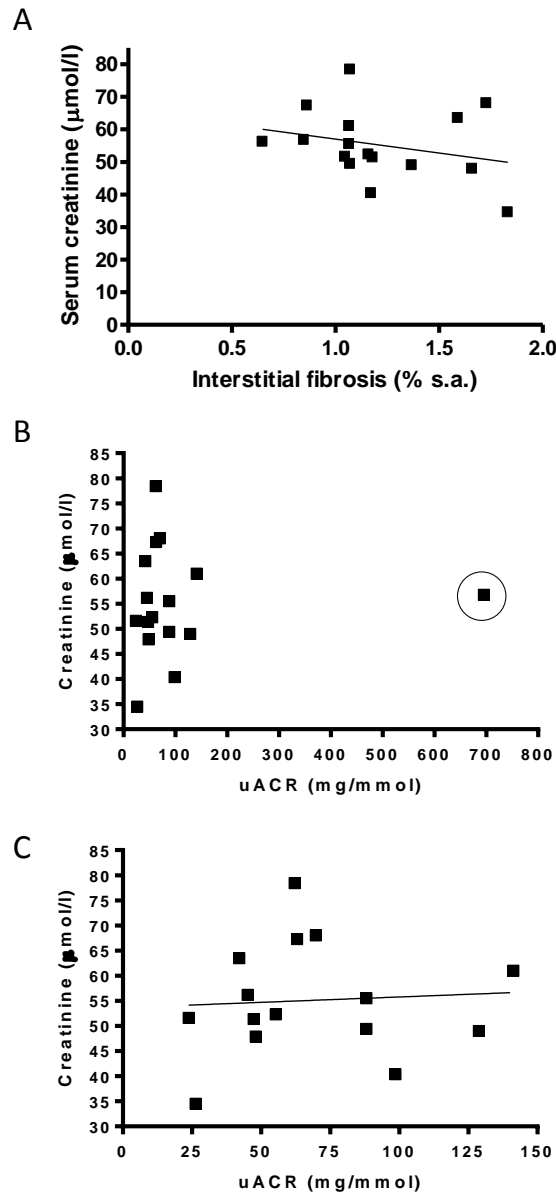 A
Serum creatinine (μmol/l)
80
70
60
50
40
30
20
10
0
0.0 0.5 1.0 1.5 2.0
Interstitial fibrosis (% s.a.)
B
Creatinine (μmol/l)
85
80
75
70
65
60
55
50
45
40
35
30
0 100 200 300 400 500 600 700 800
uACR (mg/mmol)
C
Creatinine (μmol/l)
85
80
75
70
65
60
55
50
45
40
35
30
0 25 50 75 100 125 150
uACR (mg/mmol)